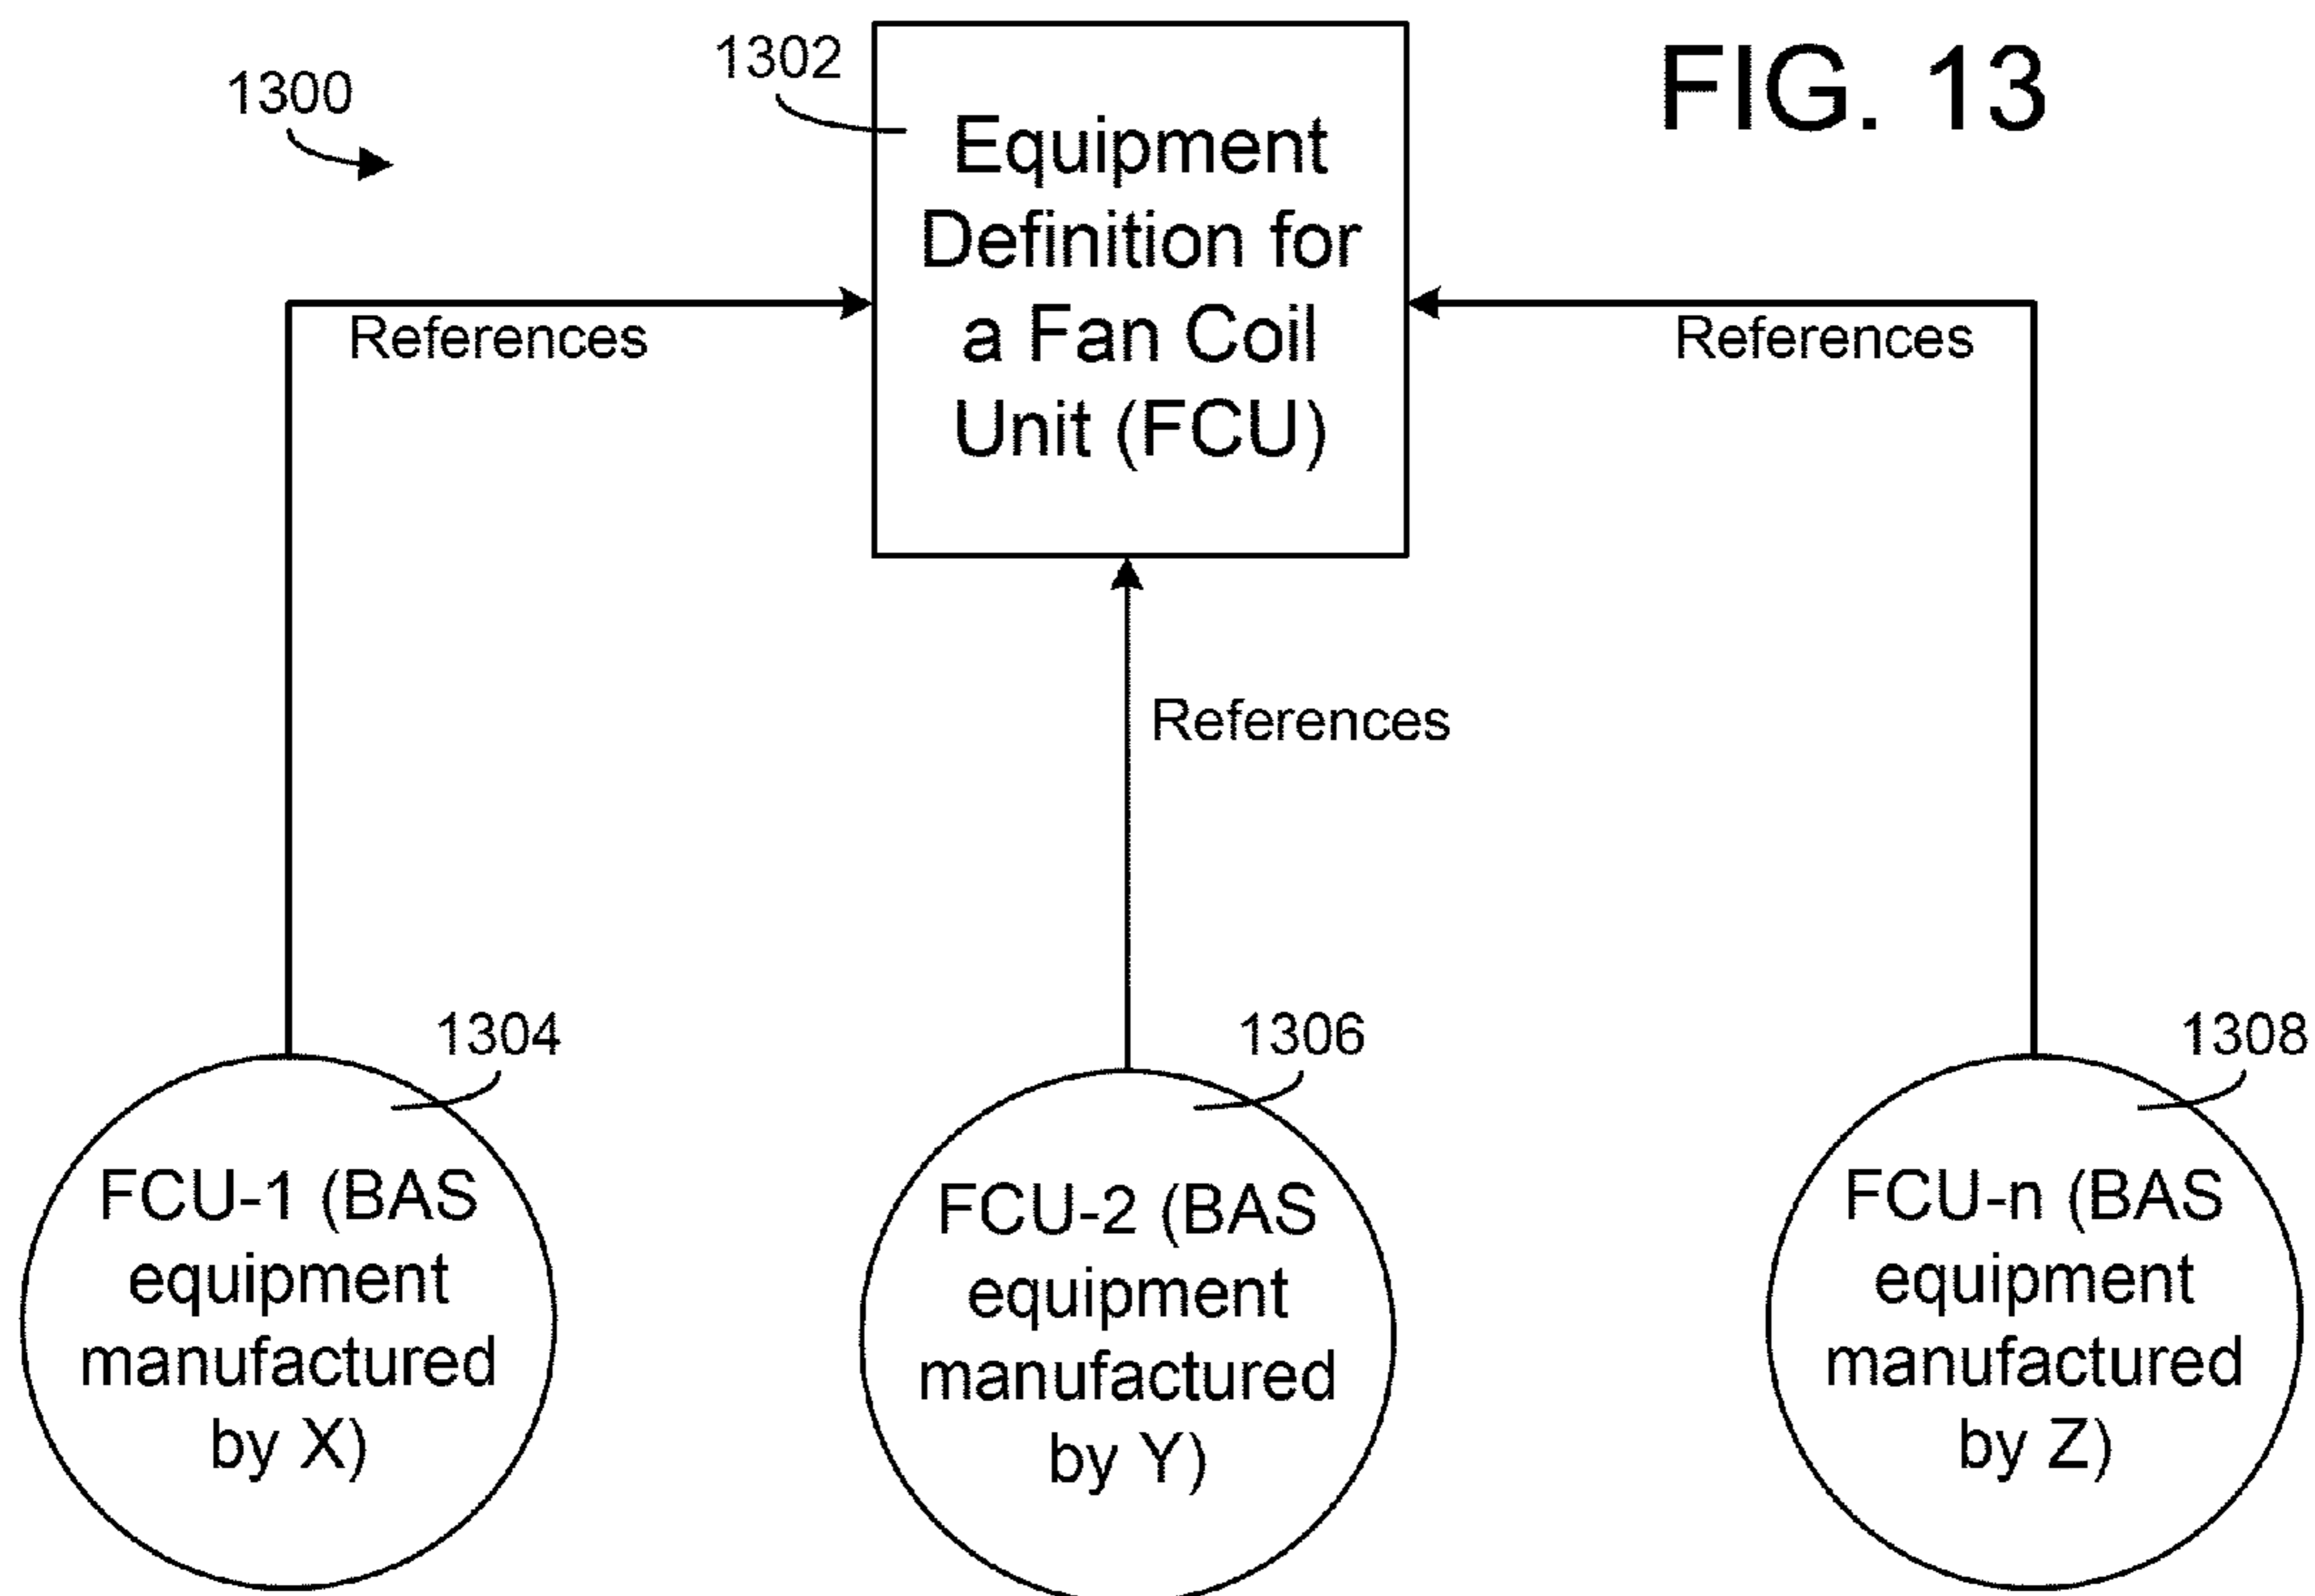 FIG. 13
1300
1302
Equipment
Definition for
a Fan Coil
Unit (FCU)
References
References
References
1304
FCU-1 (BAS
equipment
manufactured
by X)
1306
FCU-2 (BAS
equipment
manufactured
by Y)
1308
FCU-n (BAS
equipment
manufactured
by Z)